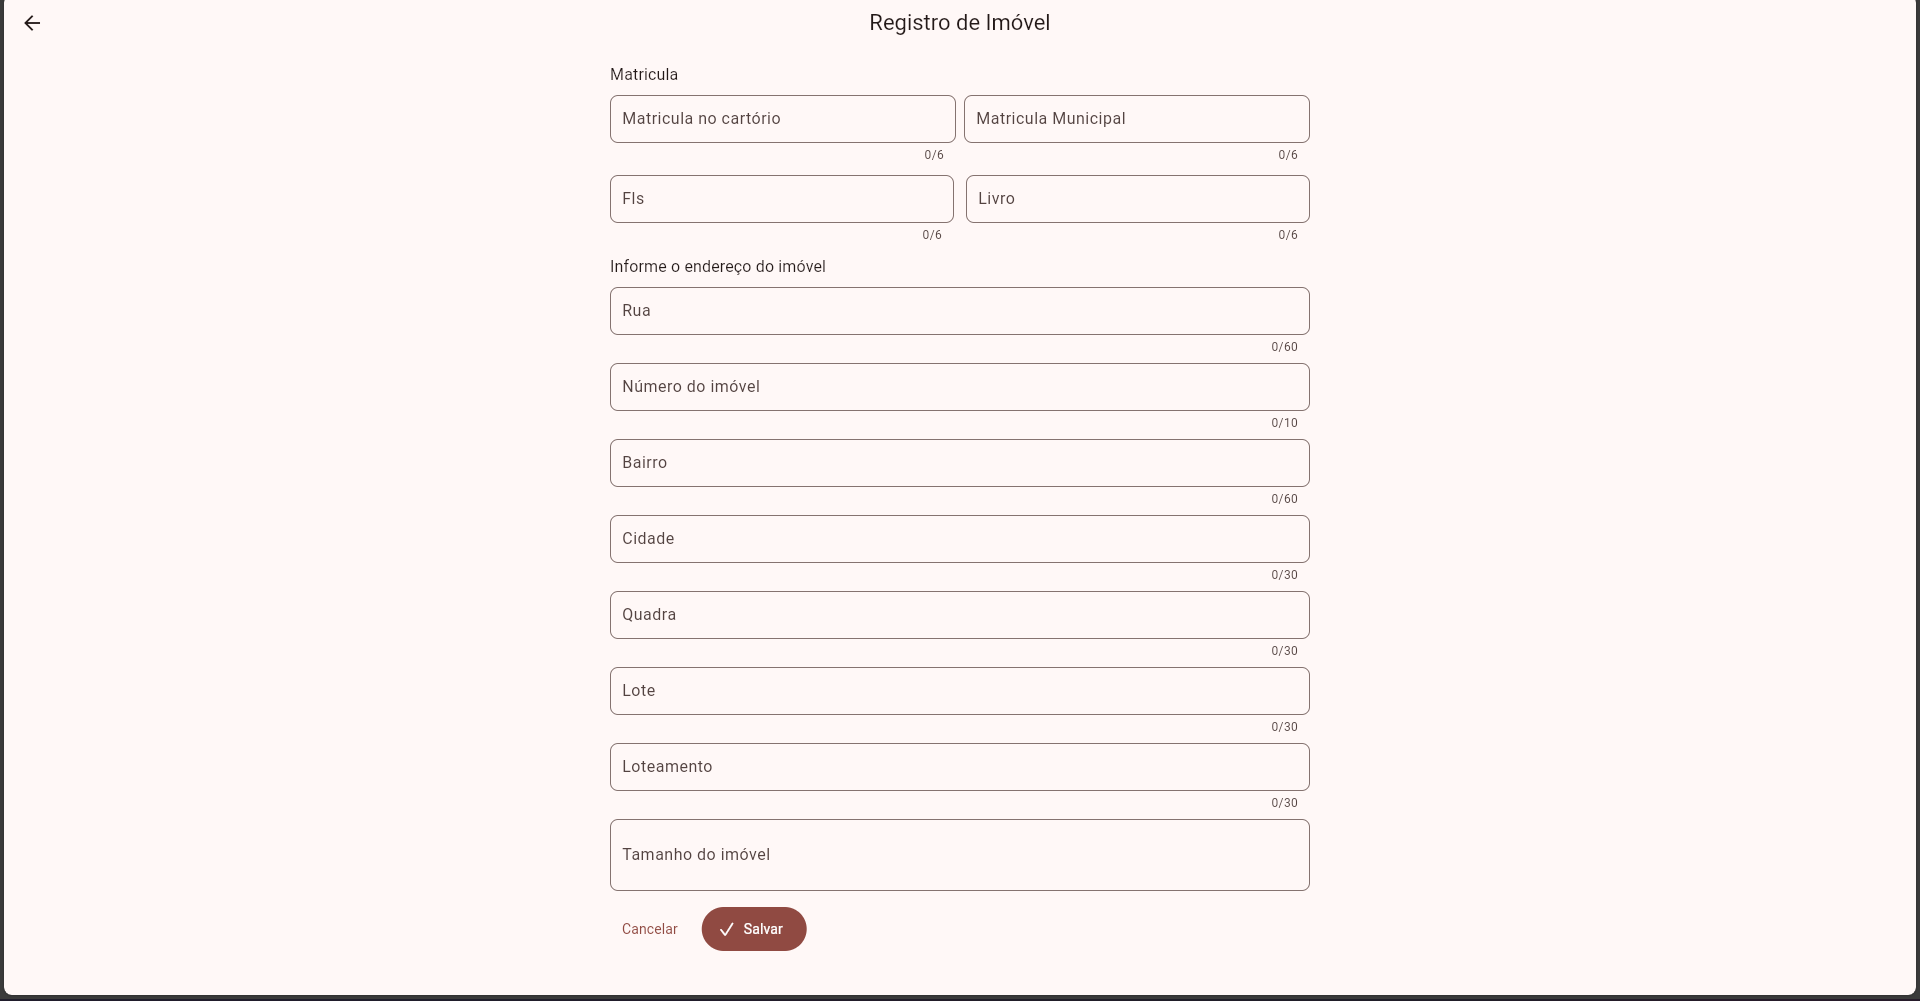 Registro de Imóvel
Matricula
Matricula no cartório
Matricula Municipal
0/6
0/6
Fls
Livro
0/6
0/6
Informe o endereço do imóvel
Rua
0/60
Número do imóvel
0/10
Bairro
0/60
Cidade
0/30
Quadra
0/30
Lote
0/30
Loteamento
0/30
Tamanho do imóvel
Cancelar
Salvar